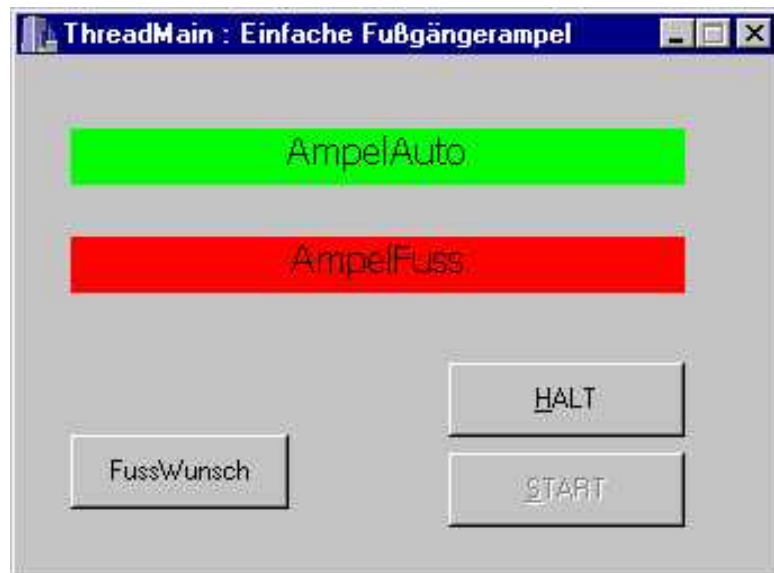 ThreadMain : Einfache Fußgängerampel
AmpelAuto
AmpelFuss
HALT
FussWunsch
START